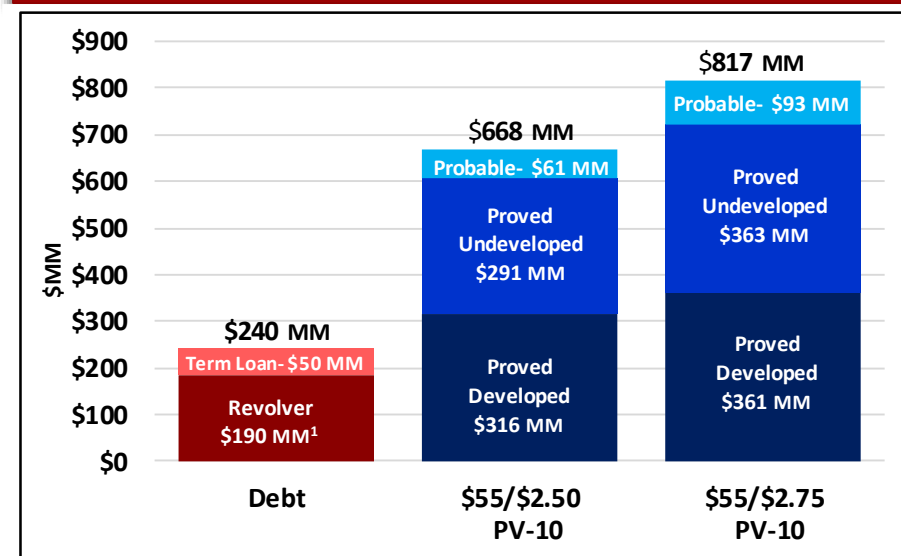 $900
$800
$700
$600
$500
$400
$300
$200
$100
$0
$MM
$240 MM
Term Loan- $50 MM
Revolver
$190 MM¹
Debt
$668 MM
Probable- $61 MM
Proved
Undeveloped
$291 MM
Proved
Developed
$316 MM
$55/$2.50
PV-10
$817 MM
Probable- $93 MM
Proved
Undeveloped
$363 MM
Proved
Developed
$361 MM
$55/$2.75
PV-10